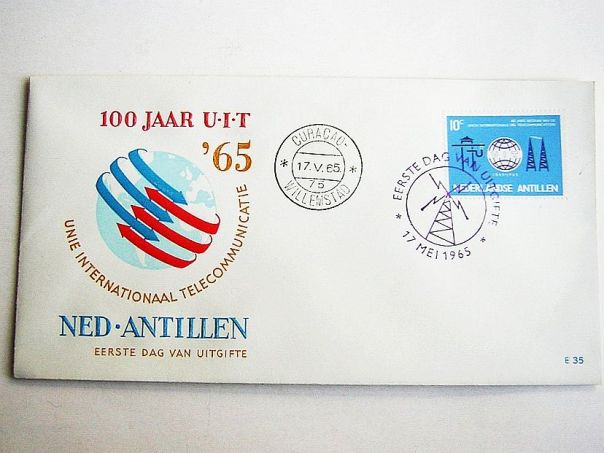 100 JAAR U·I·T
'65
UNIE INTERNATIONAAL TELECOMMUNICATIE
NED·ANTILLEN
EERSTE DAG VAN UITGIFTE
CURAÇAO-
17.V.65.
75
WILLEMSTAD
10c
NEDERLANDSE ANTILLEN
EERSTE DAG VAN UITGIFTE
17 MEI 1965
E 35